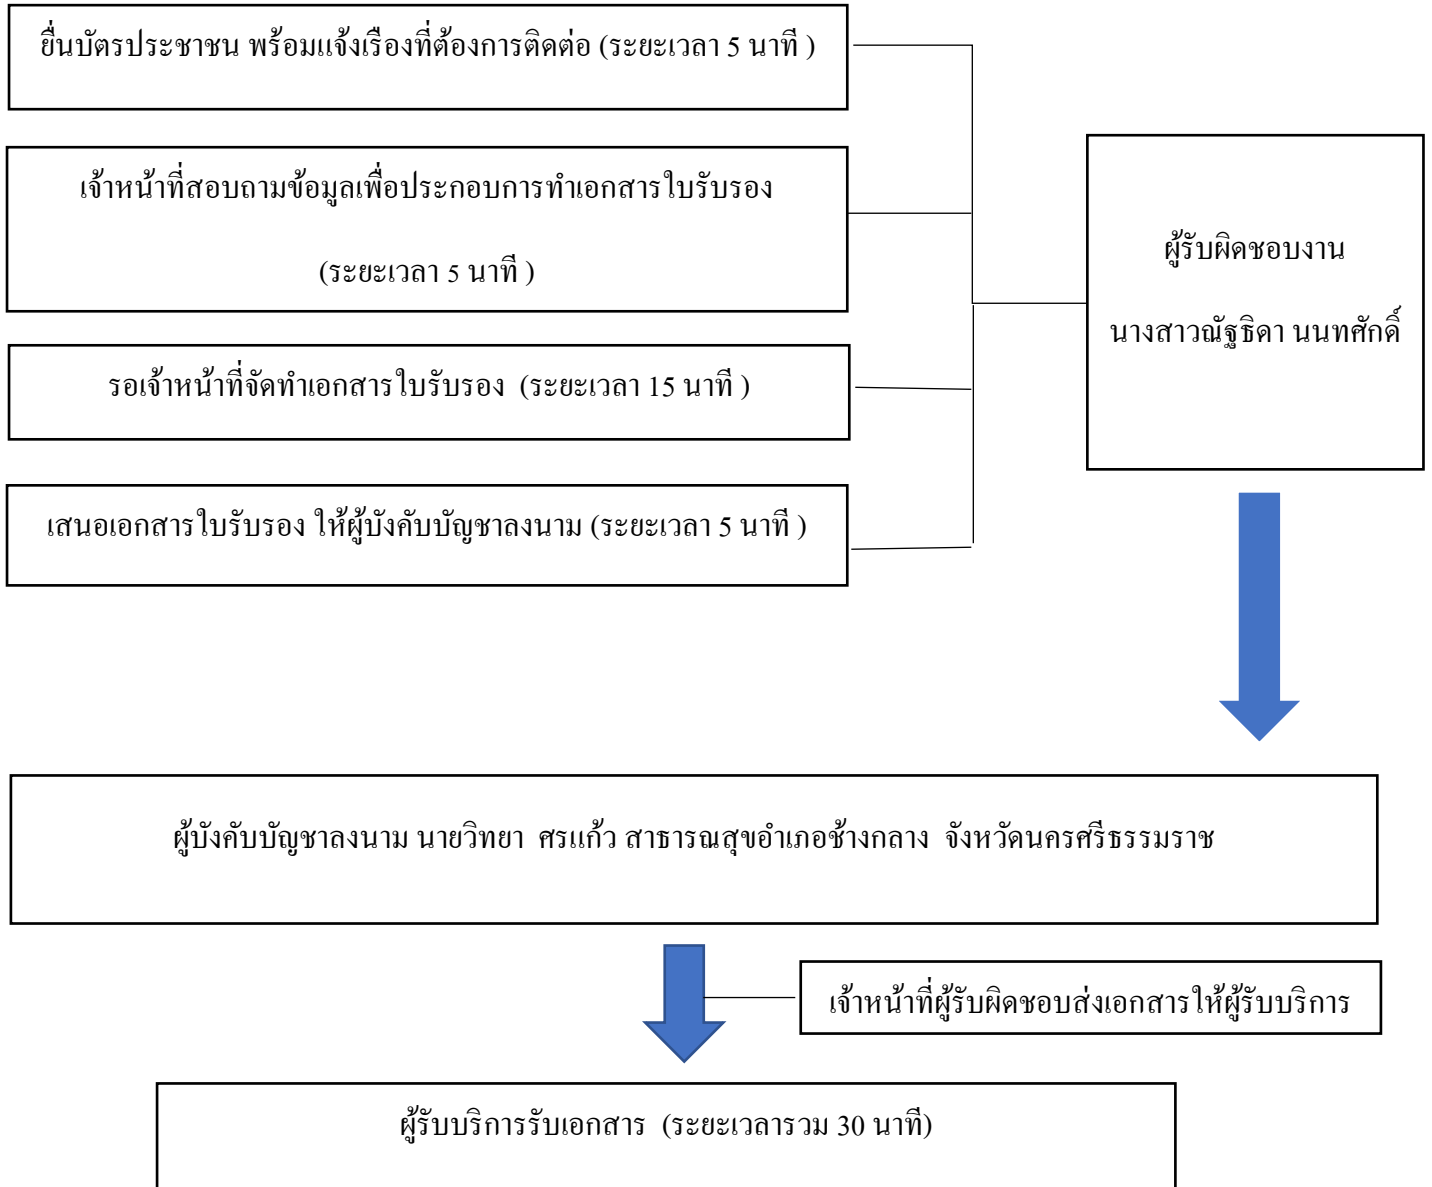 ยื่นบัตรประชาชน พร้อมแจ้งเรื่องที่ต้องการติดต่อ (ระยะเวลา 5 นาที )
เจ้าหน้าที่สอบถามข้อมูลเพื่อประกอบการทำเอกสารใบรับรอง
(ระยะเวลา 5 นาที )
รอเจ้าหน้าที่จัดทำเอกสารใบรับรอง (ระยะเวลา 15 นาที )
เสนอเอกสารใบรับรอง ให้ผู้บังคับบัญชาลงนาม (ระยะเวลา 5 นาที )
ผู้รับผิดชอบงาน
นางสาวณัฐธิดา นนทศักดิ์
ผู้บังคับบัญชาลงนาม นายวิทยา ศรแก้ว สาธารณสุขอำเภอช้างกลาง จังหวัดนครศรีธรรมราช
เจ้าหน้าที่ผู้รับผิดชอบส่งเอกสารให้ผู้รับบริการ
ผู้รับบริการรับเอกสาร (ระยะเวลารวม 30 นาที)